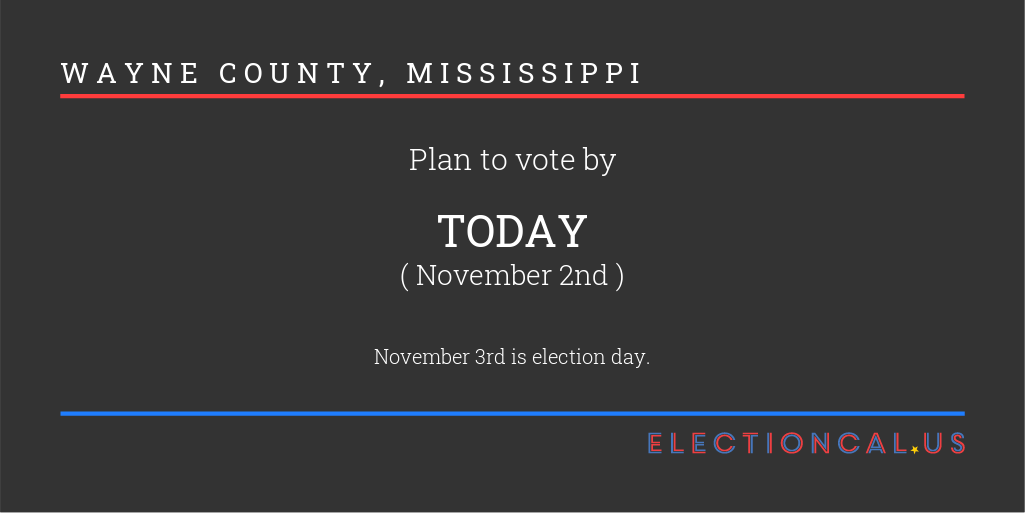 WAYNE COUNTY, MISSISSIPPI
Plan to vote by
TODAY
( November 2nd )
November 3rd is election day.
ELECTIONCAL.US